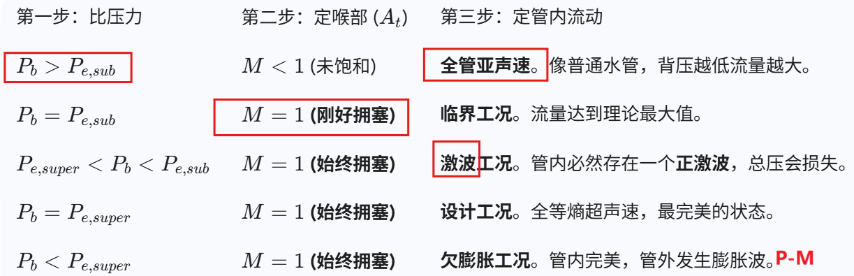 第一步：比压力 第二步：定喉部 (A_t) 第三步：定管内流动
P_b > P_{e,sub} M < 1 (未饱和) 全管亚声速。像普通水管，背压越低流量越大。
P_b = P_{e,sub} M = 1 (刚好拥塞) 临界工况。流量达到理论最大值。
P_{e,super} < P_b < P_{e,sub} M = 1 (始终拥塞) 激波工况。管内必然存在一个正激波，总压会损失。
P_b = P_{e,super} M = 1 (始终拥塞) 设计工况。全等熵超声速，最完美的状态。
P_b < P_{e,super} M = 1 (始终拥塞) 欠膨胀工况。管内完美，管外发生膨胀波。P-M